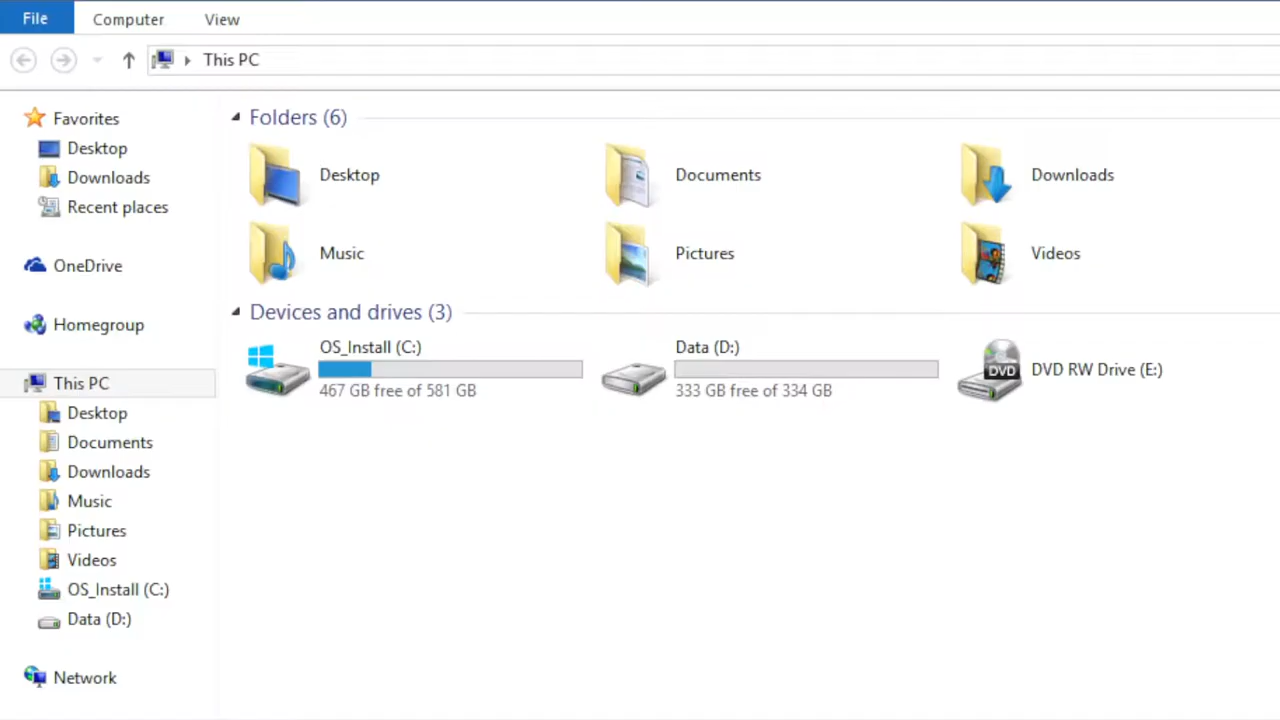 File Computer View
This PC
Favorites
Desktop
Downloads
Recent places
OneDrive
Homegroup
This PC
Desktop
Documents
Downloads
Music
Pictures
Videos
OS_Install (C:)
Data (D:)
Network
Folders (6)
Desktop
Documents
Downloads
Music
Pictures
Videos
Devices and drives (3)
OS_Install (C:)
467 GB free of 581 GB
Data (D:)
333 GB free of 334 GB
DVD
DVD RW Drive (E:)